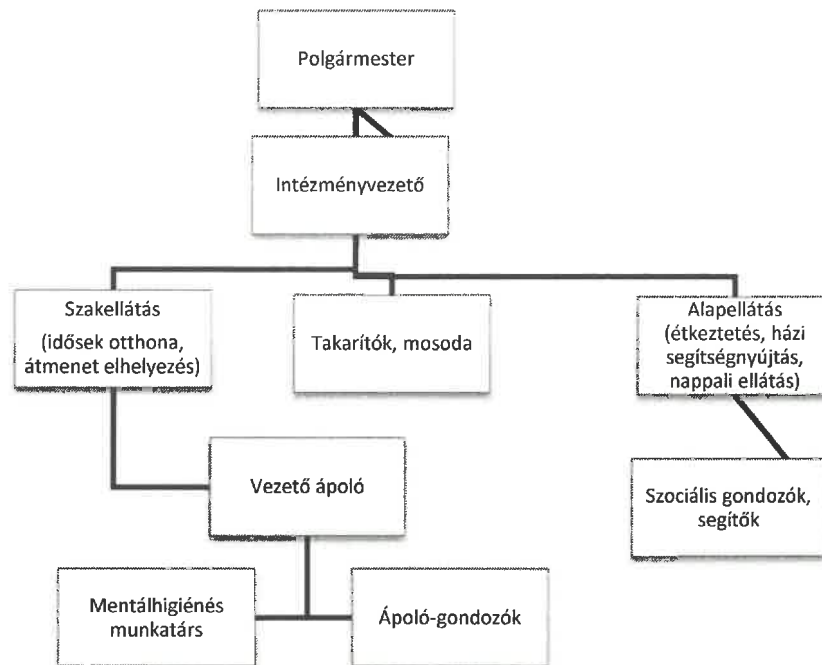 Polgármester
Intézményvezető
Szakellátás
(idősek otthona,
átmenet elhelyezés)
Takarítók, mosoda
Alapellátás
(étkeztetés, házi
segítségnyújtás,
nappali ellátás)
Vezető ápoló
Szociális gondozók,
segítők
Mentálhigiénés
munkatárs
Ápoló-gondozók